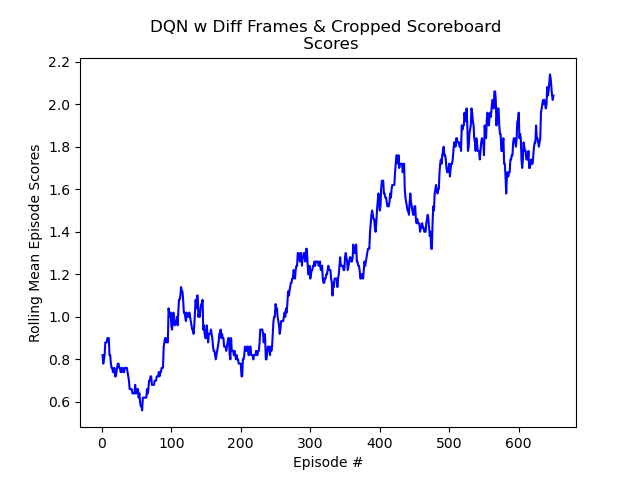 DQN w Diff Frames & Cropped Scoreboard
Scores
2.2
2.0
1.8
1.6
1.4
1.2
1.0
0.8
0.6
Rolling Mean Episode Scores
0 100 200 300 400 500 600
Episode #